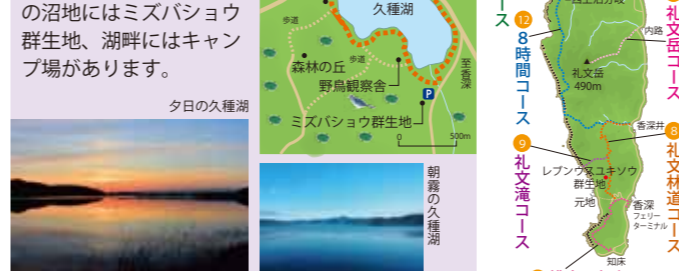 の沼地にはミズバショウ
群生地、湖畔にはキャン
プ場があります。
夕日の久種湖
久種湖
歩道
歩道
森林の丘
野鳥観察舎
至香深
P
ミズバショウ群生地
0 500m
朝霧の久種湖
ース
12
8時間コース
9
礼文滝コース
内路
礼文岳
490m
香深井
レブンウスユキソウ
群生地
元地
香深
フェリー
ターミナル
知床
礼文岳コース
8
礼文林道コース